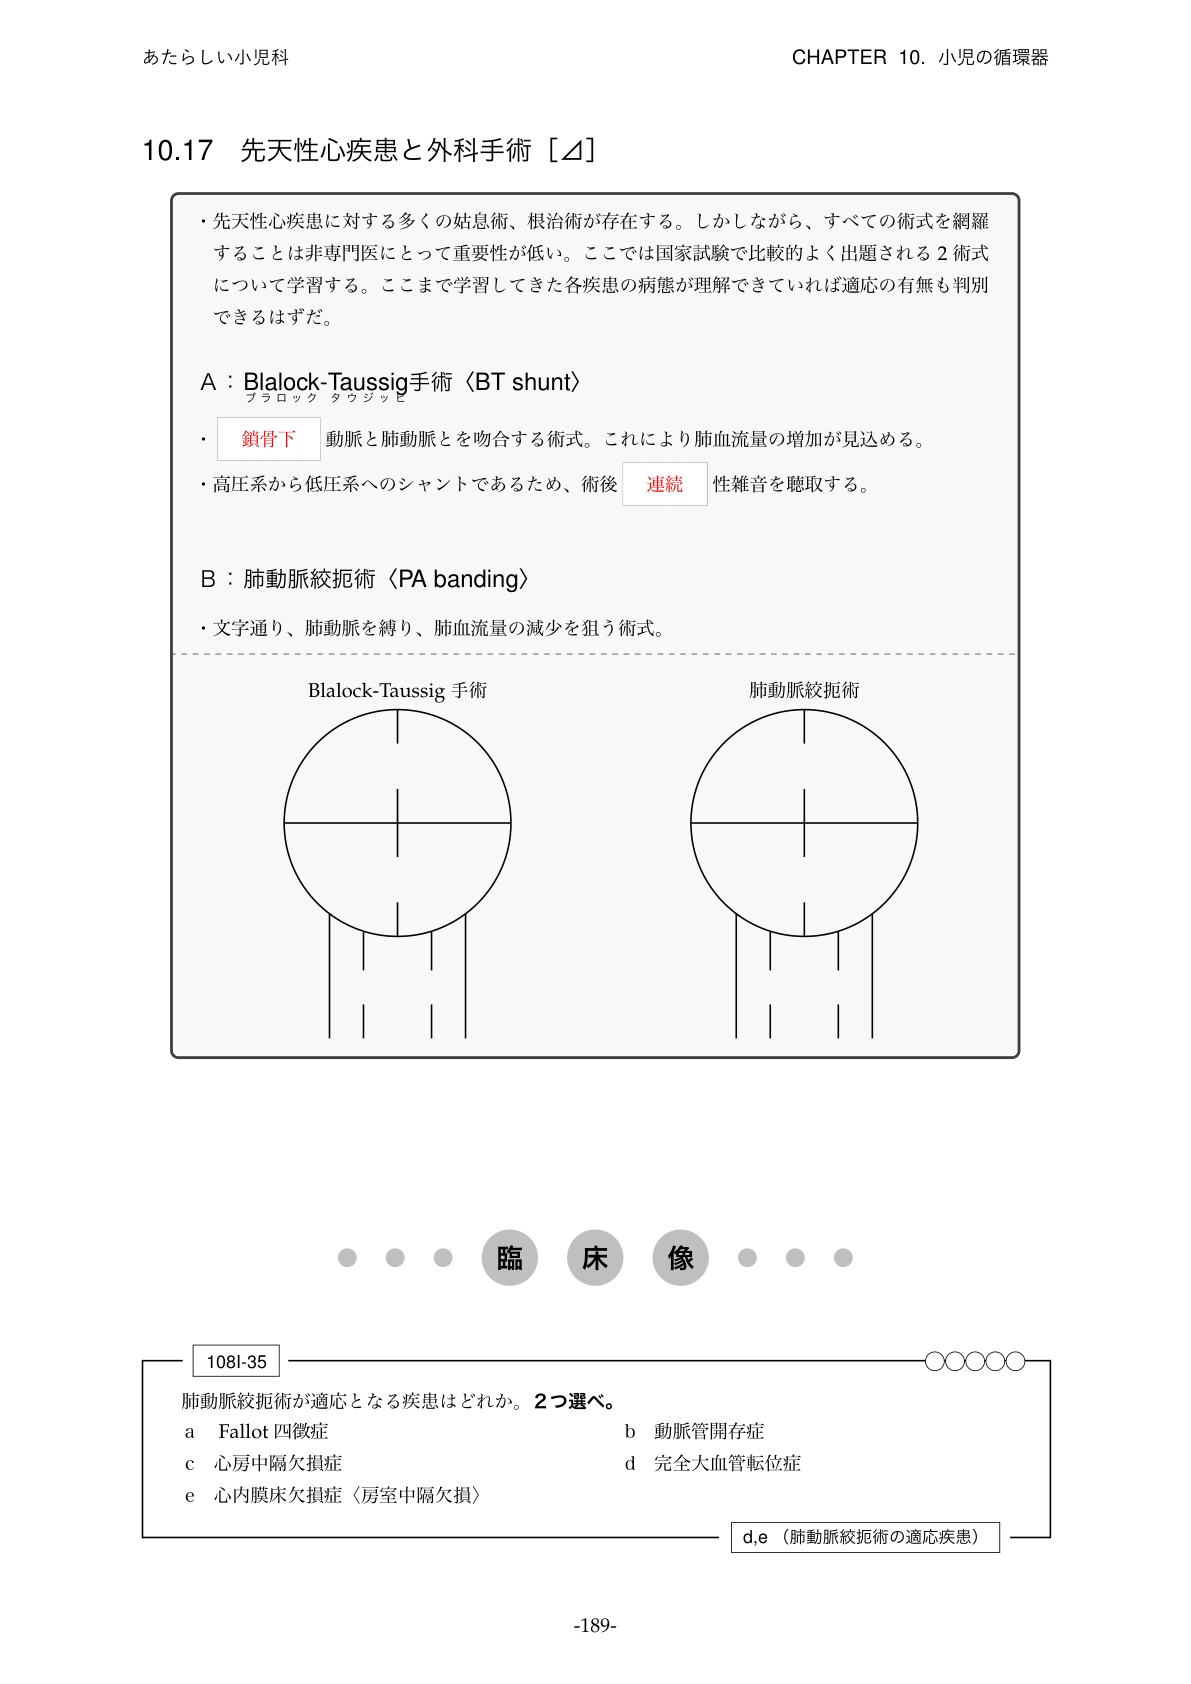 あたらしい小児科
CHAPTER 10. 小児の循環器
10.17 先天性心疾患と外科手術［⊿］
・先天性心疾患に対する多くの姑息術、根治術が存在する。しかしながら、すべての術式を網羅
することは非専門医にとって重要性が低い。ここでは国家試験で比較的よく出題される 2 術式
について学習する。ここまで学習してきた各疾患の病態が理解できていれば適応の有無も判別
できるはずだ。
A：Blalock-Taussig手術〈BT shunt〉
ブラロック タウジッヒ
・ 鎖骨下 動脈と肺動脈とを吻合する術式。これにより肺血流量の増加が見込める。
・高圧系から低圧系へのシャントであるため、術後 連続 性雑音を聴取する。
B：肺動脈絞扼術〈PA banding〉
・文字通り、肺動脈を縛り、肺血流量の減少を狙う術式。
Blalock-Taussig 手術
肺動脈絞扼術
臨床像
108I-35
肺動脈絞扼術が適応となる疾患はどれか。2つ選べ。
a Fallot 四徴症
b 動脈管開存症
c 心房中隔欠損症
d 完全大血管転位症
e 心内膜床欠損症〈房室中隔欠損〉
d,e （肺動脈絞扼術の適応疾患）
-189-